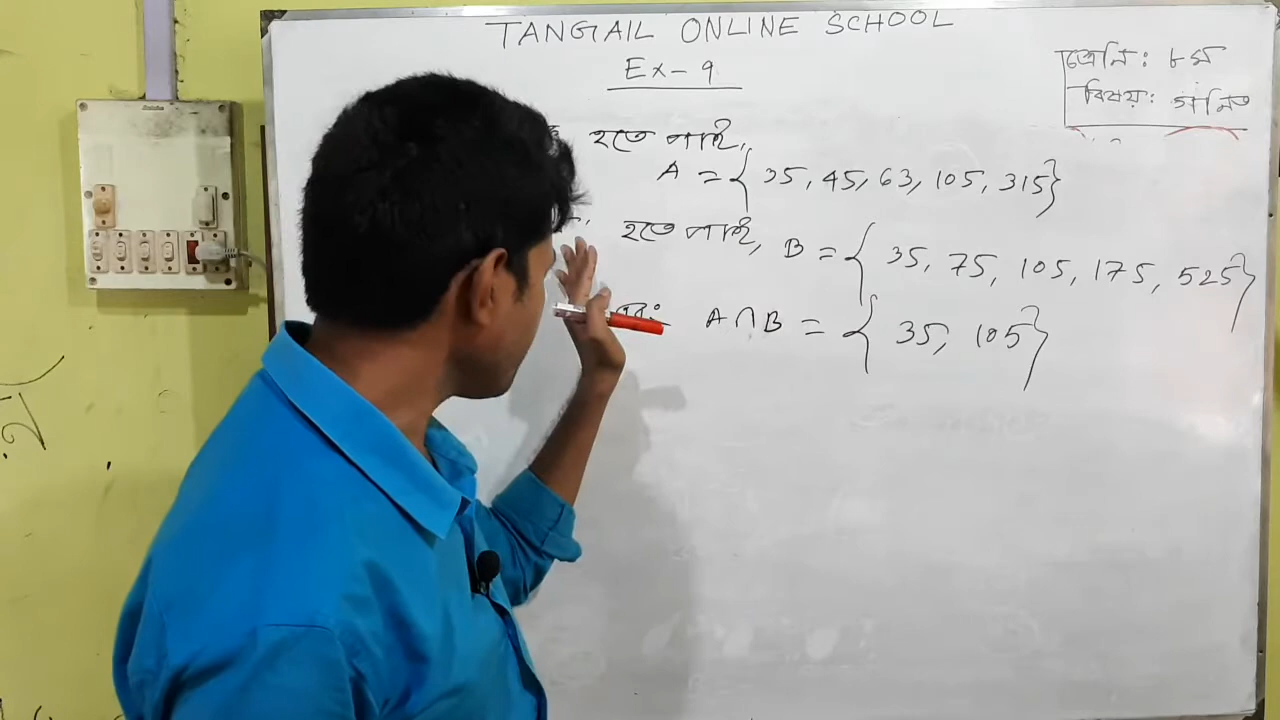 TANGAIL ONLINE SCHOOL
Ex - 9
শ্রেনি: ৮ম
বিষয়: গনিত
হতে পাই,
A = {35, 45, 63, 105, 315}
হতে পাই, B = {35, 75, 105, 175, 525}
A ∩ B = {35, 105}